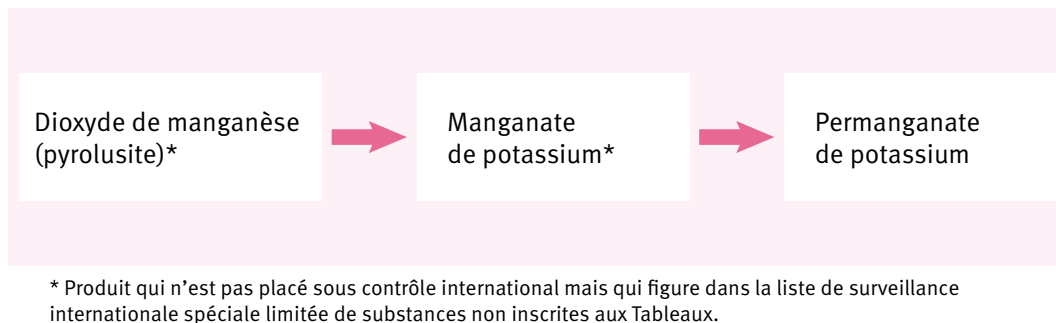 Dioxyde de manganèse
(pyrolusite)*
Manganate
de potassium*
Permanganate
de potassium
* Produit qui n’est pas placé sous contrôle international mais qui figure dans la liste de surveillance
internationale spéciale limitée de substances non inscrites aux Tableaux.